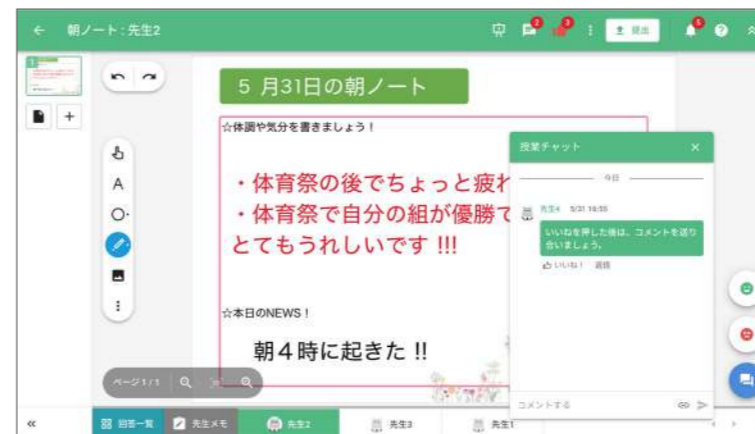 朝ノート : 先生2
2
3
提出
9
5 月31日の朝ノート
☆体調や気分を書きましょう！
・体育祭の後でちょっと疲れ
・体育祭で自分の組が優勝で
とてもうれしいです !!!
☆本日のNEWS！
朝４時に起きた !!
ページ 1 / 1
授業チャット
今日
先生4 5/31 16:55
いいねを押した後は、コメントを送り
合いましょう。
いいね！ 返信
コメントする
回答一覧
先生メモ
先生2
先生3
先生1